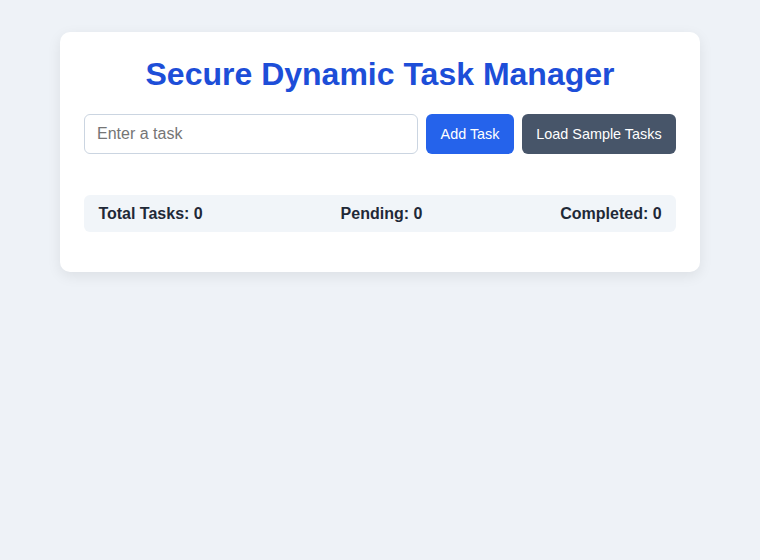 Secure Dynamic Task Manager
Enter a task
Add Task
Load Sample Tasks
Total Tasks: 0
Pending: 0
Completed: 0